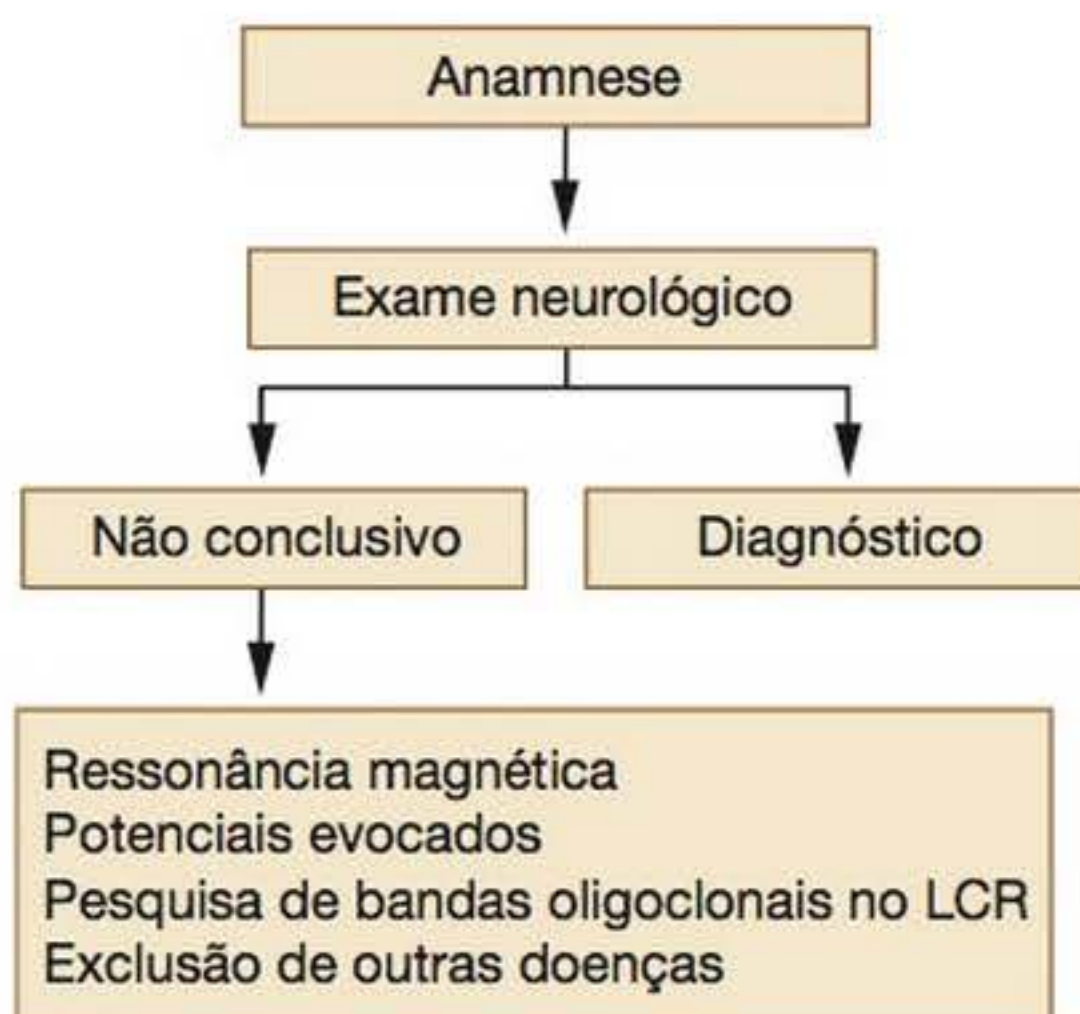 Anamnese
Exame neurológico
Não conclusivo
Diagnóstico
Ressonância magnética
Potenciais evocados
Pesquisa de bandas oligoclonais no LCR
Exclusão de outras doenças